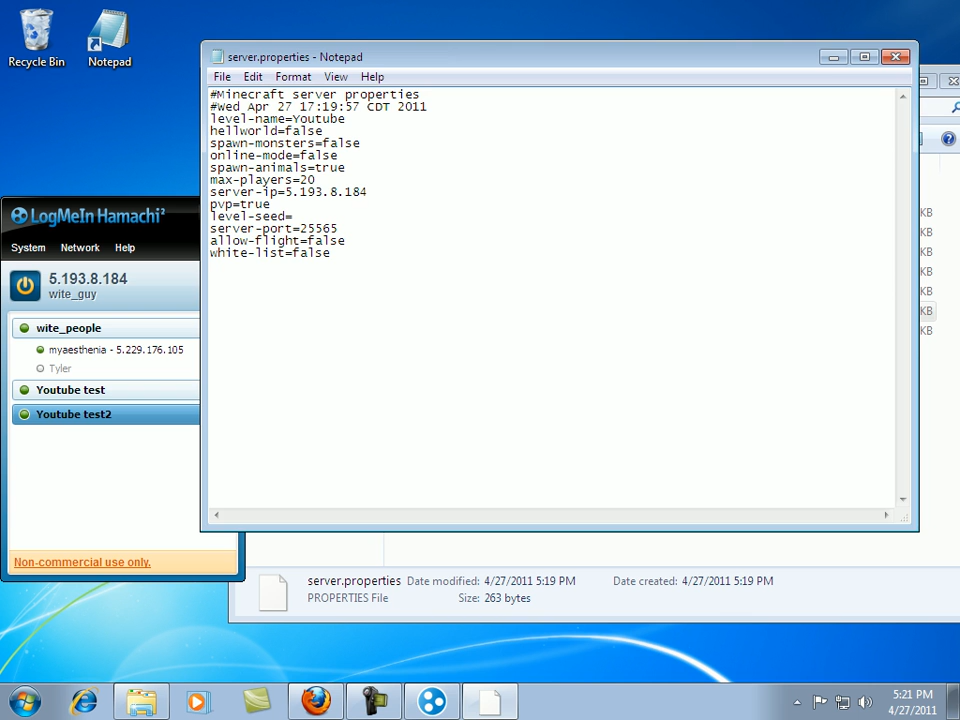 Recycle Bin
Notepad
server.properties - Notepad
File Edit Format View Help
#Minecraft server properties
#Wed Apr 27 17:19:57 CDT 2011
level-name=Youtube
hellworld=false
spawn-monsters=false
online-mode=false
spawn-animals=true
max-players=20
server-ip=5.193.8.184
pvp=true
level-seed=
server-port=25565
allow-flight=false
white-list=false
LogMeIn Hamachi²
System Network Help
5.193.8.184
wite_guy
wite_people
myaesthenia - 5.229.176.105
Tyler
Youtube test
Youtube test2
Non-commercial use only.
KB
KB
KB
KB
KB
KB
KB
server.properties Date modified: 4/27/2011 5:19 PM Date created: 4/27/2011 5:19 PM
PROPERTIES File Size: 263 bytes
5:21 PM
4/27/2011